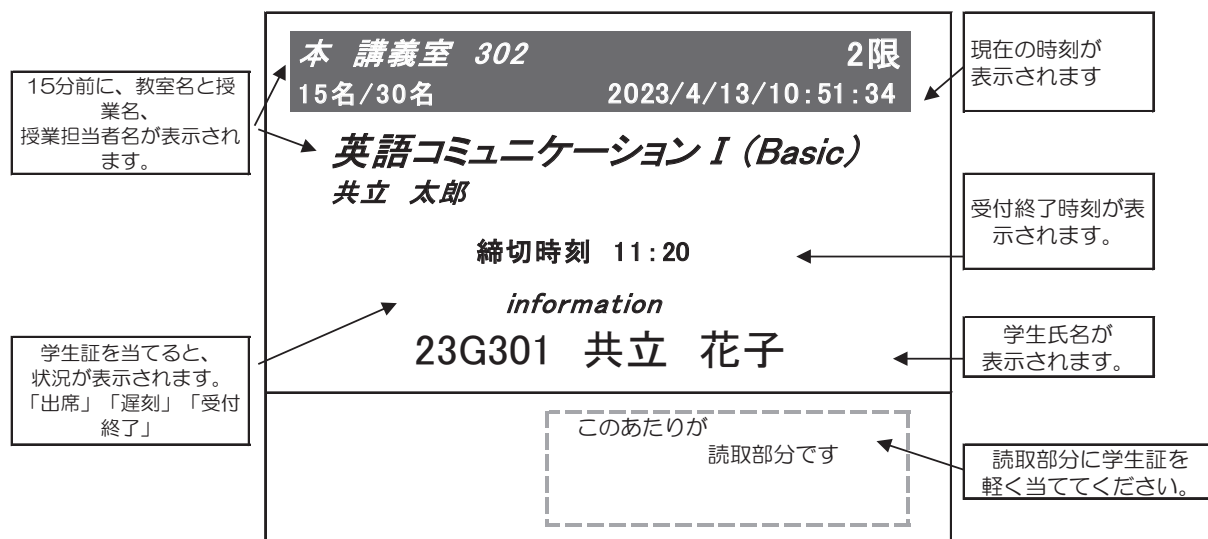 本 講義室 302 2限
15名/30名 2023/4/13/10:51:34
英語コミュニケーション I (Basic)
共立 太郎
締切時刻 11:20
information
23G301 共立 花子
このあたりが
読取部分です
15分前に、教室名と授
業名、
授業担当者名が表示され
ます。
学生証を当てると、
状況が表示されます。
「出席」「遅刻」「受付
終了」
現在の時刻が
表示されます
受付終了時刻が表
示されます。
学生氏名が
表示されます。
読取部分に学生証を
軽く当ててください。